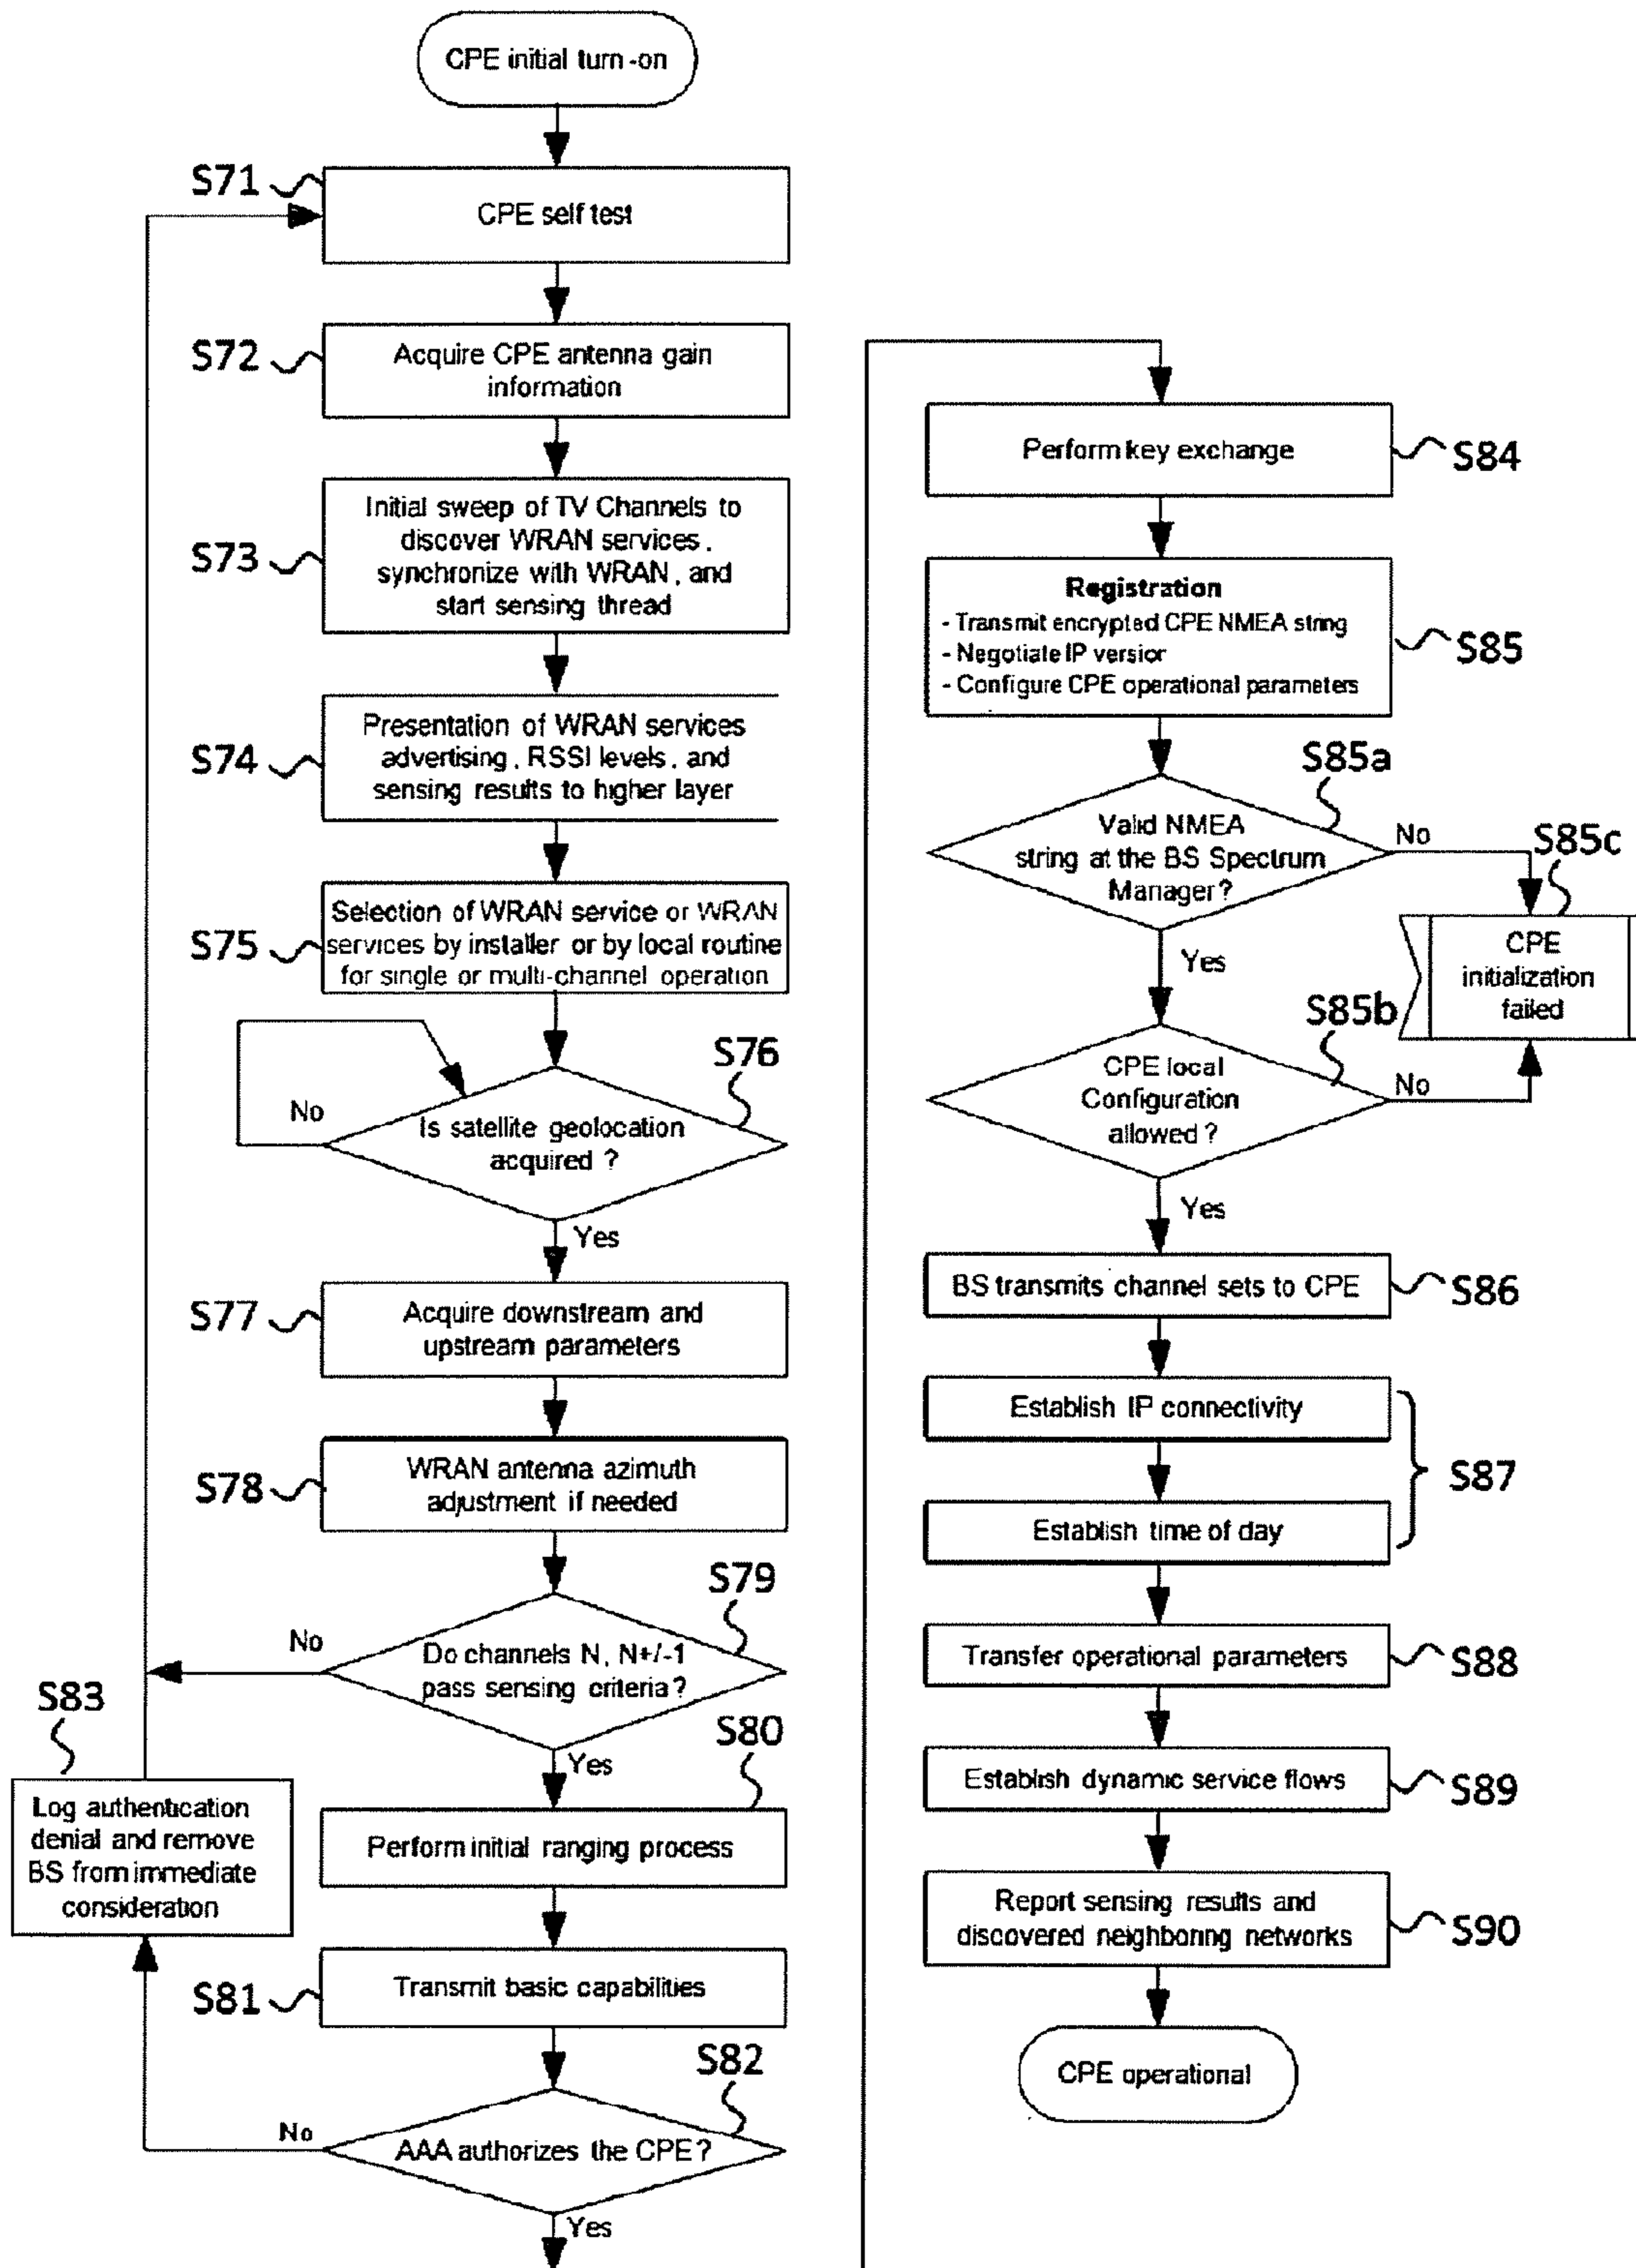 CPE initial turn-on
S71
CPE self test
S72
Acquire CPE antenna gain
information
S73
Initial sweep of TV Channels to
discover WRAN services,
synchronize with WRAN, and
start sensing thread
S74
Presentation of WRAN services
advertising, RSSI levels, and
sensing results to higher layer
S75
Selection of WRAN service or WRAN
services by installer or by local routine
for single or multi-channel operation
S76
No
Is satellite geolocation
acquired ?
Yes
S77
Acquire downstream and
upstream parameters
S78
WRAN antenna azimuth
adjustment if needed
S79
No
Do channels N, N+/-1
pass sensing criteria?
Yes
S83
Log authentication
denial and remove
BS from immediate
consideration
S80
Perform initial ranging process
S81
Transmit basic capabilities
S82
No
AAA authorizes the CPE?
Yes
Perform key exchange
S84
Registration
- Transmit encrypted CPE NMEA string
- Negotiate IP version
- Configure CPE operational parameters
S85
S85a
Valid NMEA
string at the BS Spectrum
Manager?
No
Yes
S85c
CPE
initialization
failed
S85b
CPE local
Configuration
allowed ?
No
Yes
BS transmits channel sets to CPE
S86
Establish IP connectivity
Establish time of day
S87
Transfer operational parameters
S88
Establish dynamic service flows
S89
Report sensing results and
discovered neighboring networks
S90
CPE operational